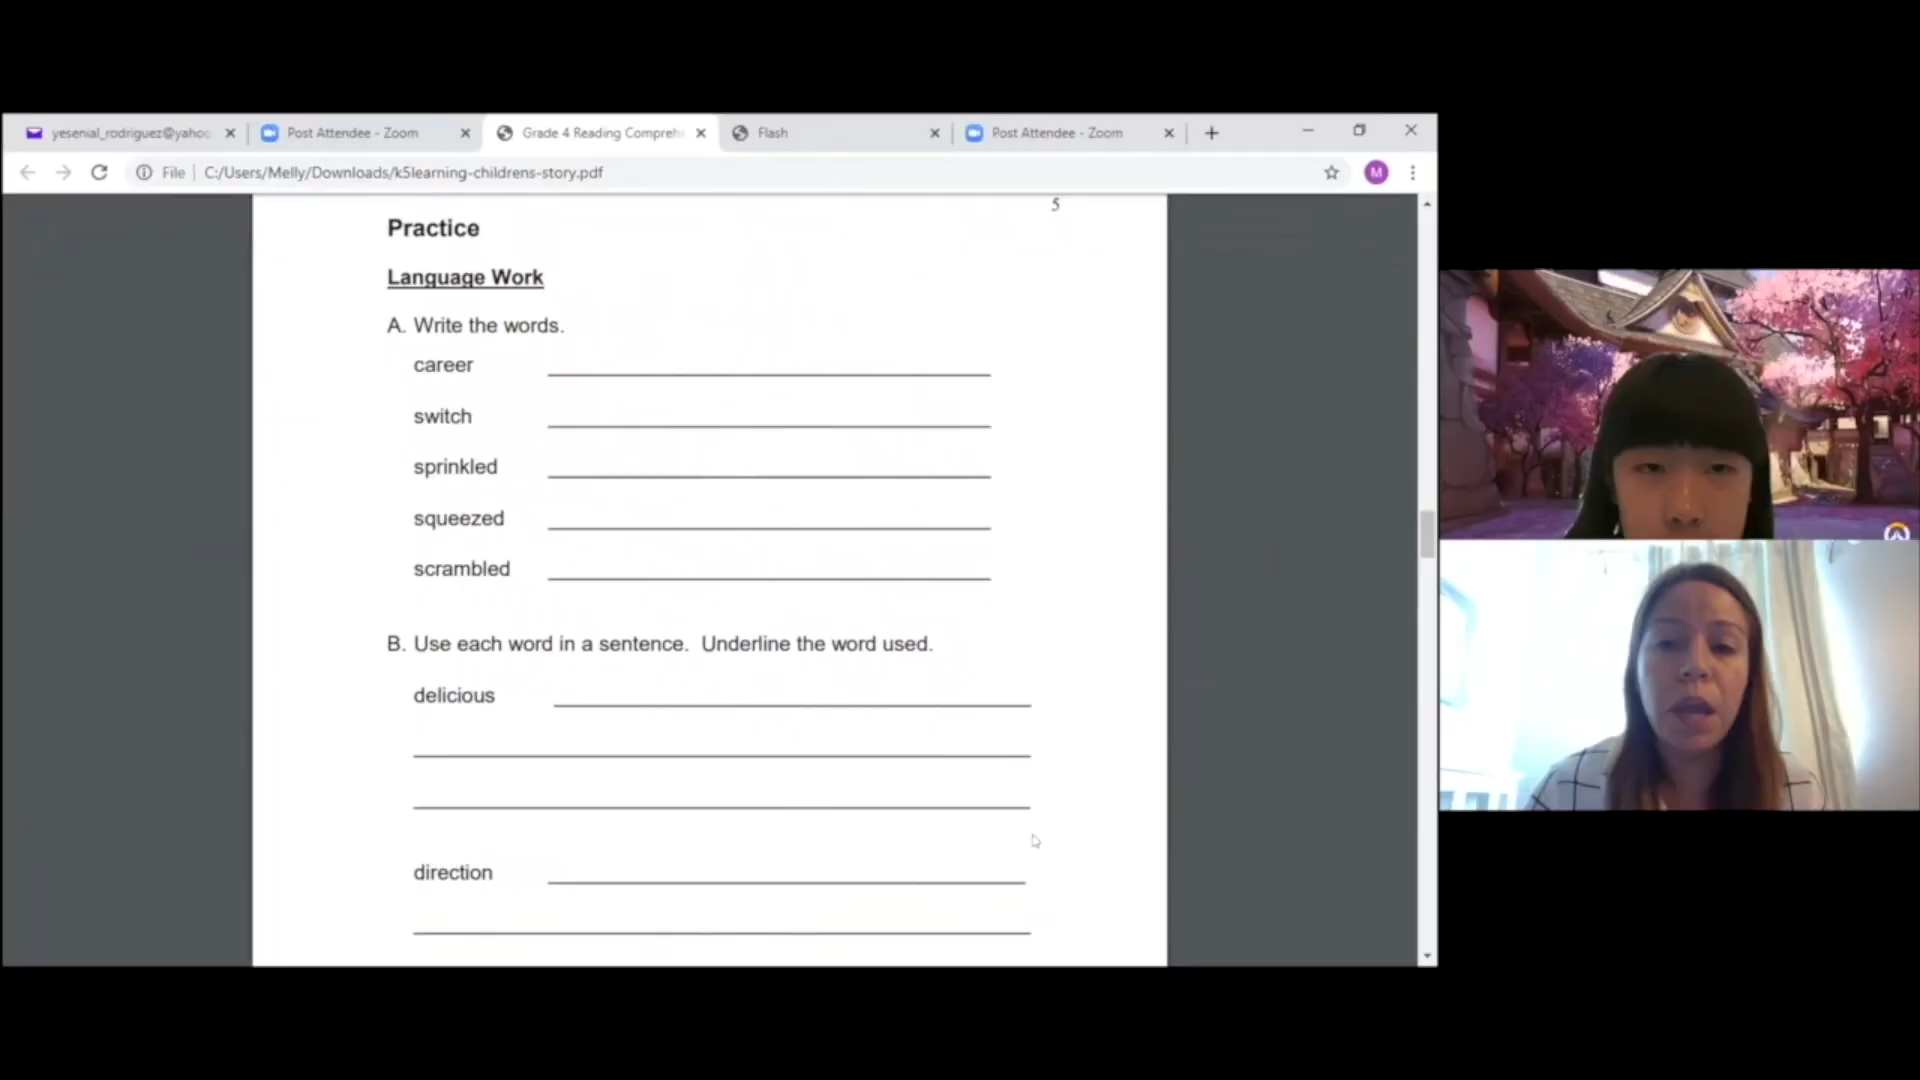 yesenial_rodriguez@yahoo
Post Attendee - Zoom
Grade 4 Reading Compreh
Flash
Post Attendee - Zoom
File
C:/Users/Melly/Downloads/k5learning-childrens-story.pdf
M
5
Practice
Language Work
A. Write the words.
career
switch
sprinkled
squeezed
scrambled
B. Use each word in a sentence. Underline the word used.
delicious
direction